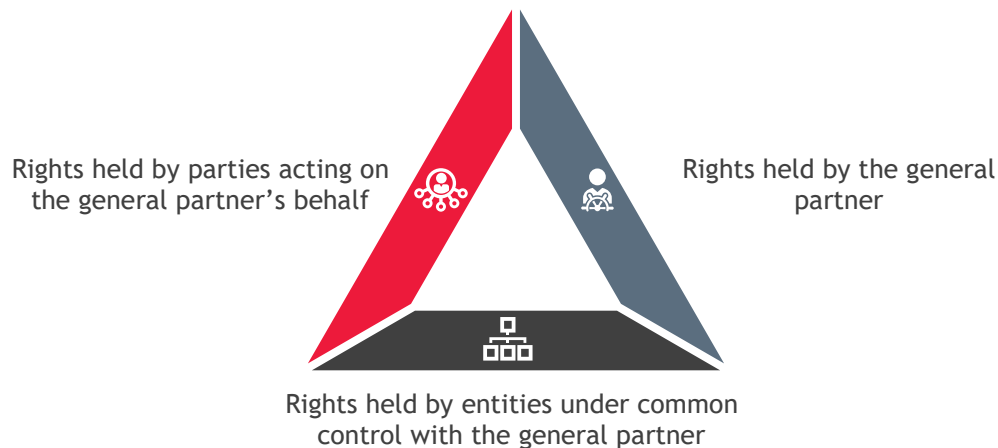 Rights held by parties acting on
the general partner’s behalf
Rights held by the general
partner
Rights held by entities under common
control with the general partner